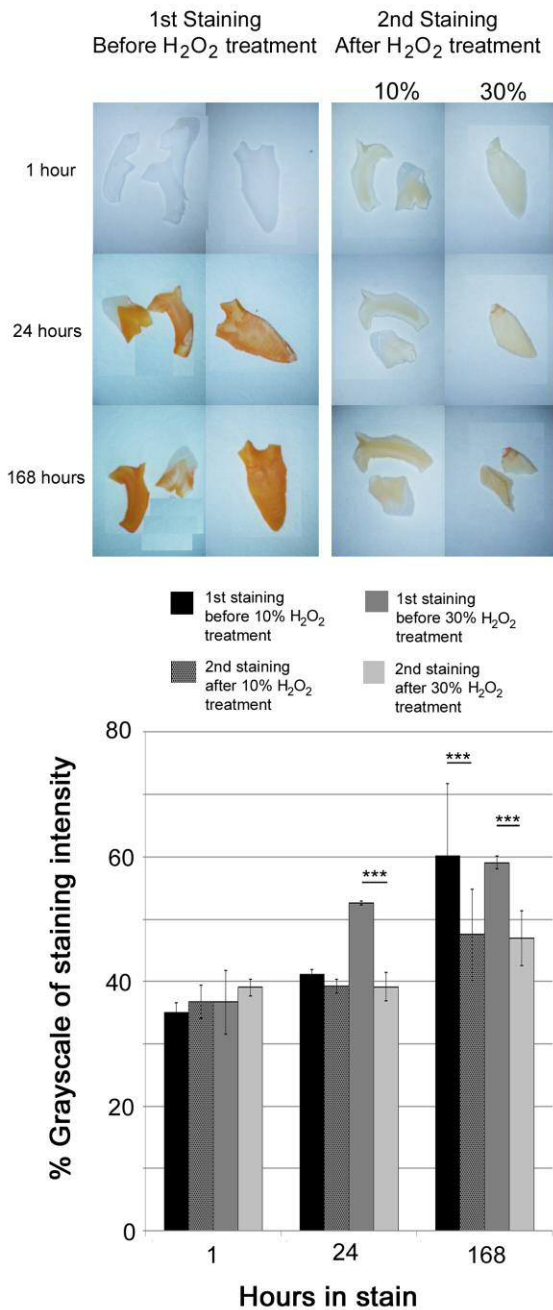 1st Staining
Before H₂O₂ treatment
2nd Staining
After H₂O₂ treatment
10%
30%
1 hour
24 hours
168 hours
1st staining
before 10% H₂O₂
treatment
1st staining
before 30% H₂O₂
treatment
2nd staining
after 10% H₂O₂
treatment
2nd staining
after 30% H₂O₂
treatment
% Grayscale of staining intensity
80
60
40
20
0
***
***
***
1
24
168
Hours in stain